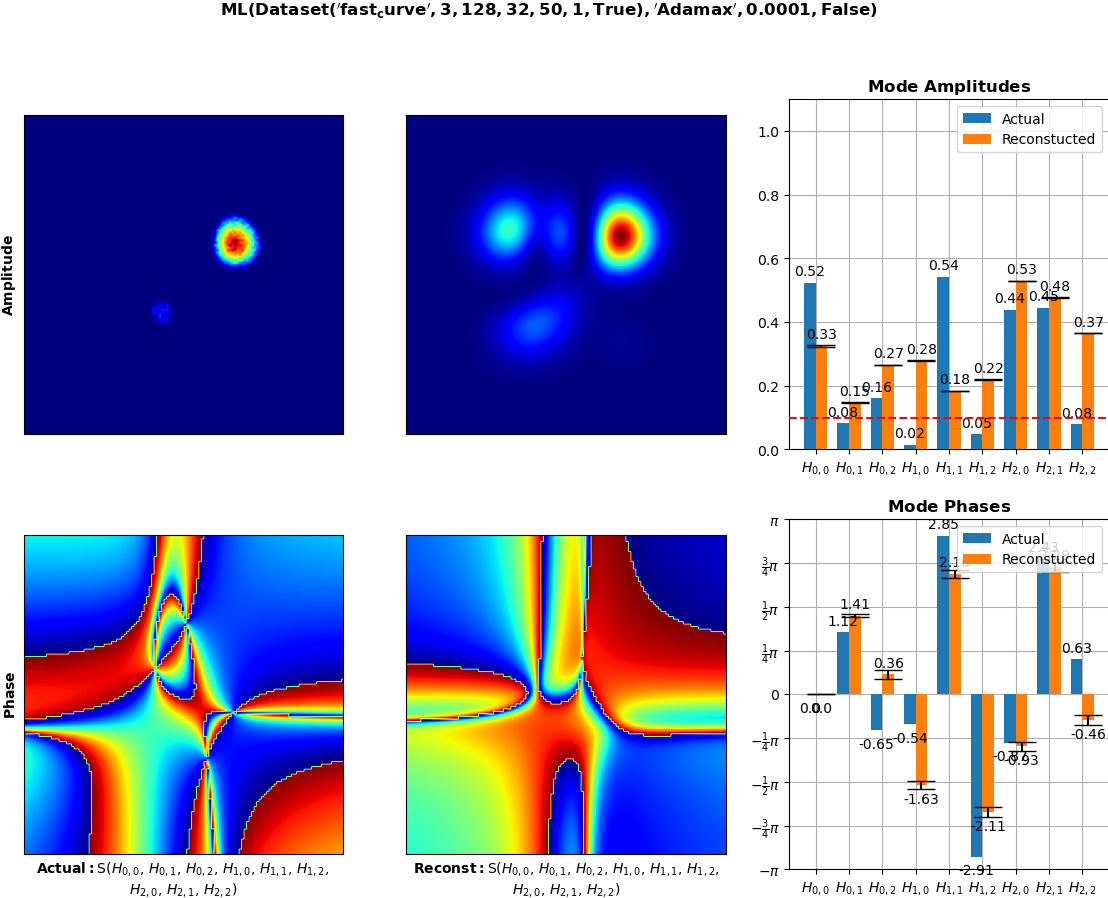 ML(Dataset('fast_curve', 3, 128, 32, 50, 1, True), 'Adamax', 0.0001, False)
Amplitude
Mode Amplitudes
Actual
Reconstucted
1.0
0.8
0.6
0.4
0.2
0.0
0.52 0.33 0.08 0.15 0.16 0.27 0.02 0.28 0.54 0.18 0.05 0.22 0.44 0.53 0.45 0.48 0.08 0.37
H0,0 H0,1 H0,2 H1,0 H1,1 H1,2 H2,0 H2,1 H2,2
Phase
Mode Phases
Actual
Reconstucted
π
3/4π
1/2π
1/4π
0
−1/4π
−1/2π
−3/4π
−π
0.0 0.0 1.12 1.41 -0.65 0.36 -0.54 -1.63 2.85 -2.91 -2.11 -0.93 2.43 0.63 -0.46
H0,0 H0,1 H0,2 H1,0 H1,1 H1,2 H2,0 H2,1 H2,2
Actual: S(H0,0, H0,1, H0,2, H1,0, H1,1, H1,2,
H2,0, H2,1, H2,2)
Reconst: S(H0,0, H0,1, H0,2, H1,0, H1,1, H1,2,
H2,0, H2,1, H2,2)